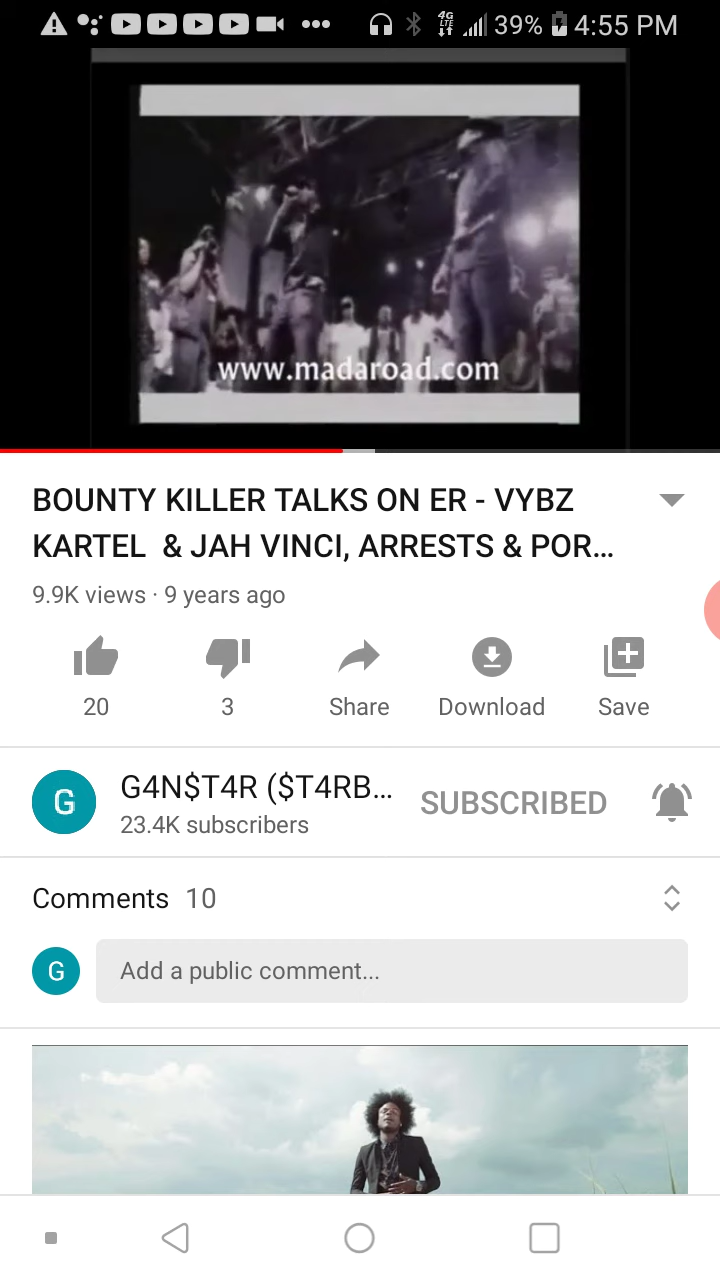 4G
LTE
39%
4:55 PM
www.madaroad.com
BOUNTY KILLER TALKS ON ER - VYBZ
KARTEL & JAH VINCI, ARRESTS & POR...
9.9K views · 9 years ago
20
3
Share
Download
Save
G
G4N$T4R ($T4RB...
23.4K subscribers
SUBSCRIBED
Comments 10
G
Add a public comment...